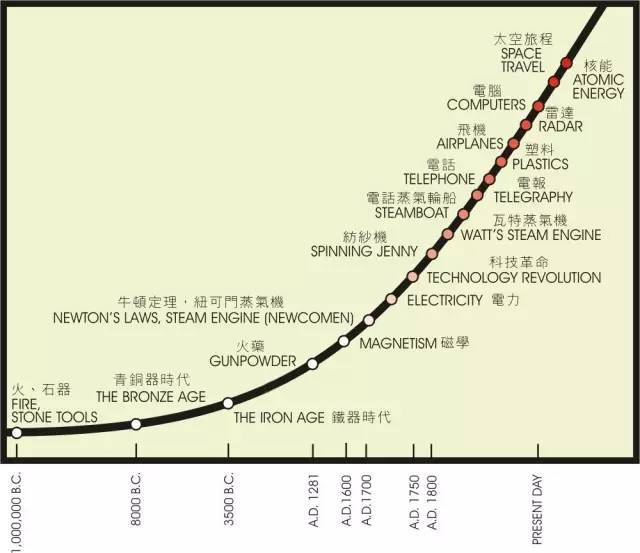 太空旅程
SPACE
TRAVEL
核能
ATOMIC
ENERGY
電腦
COMPUTERS
雷達
RADAR
飛機
AIRPLANES
塑料
PLASTICS
電話
TELEPHONE
電報
TELEGRAPHY
電話蒸氣輪船
STEAMBOAT
瓦特蒸氣機
WATT'S STEAM ENGINE
紡紗機
SPINNING JENNY
科技革命
TECHNOLOGY REVOLUTION
牛頓定理，紐可門蒸氣機
NEWTON'S LAWS, STEAM ENGINE (NEWCOMEN)
ELECTRICITY 電力
火藥
GUNPOWDER
MAGNETISM 磁學
青銅器時代
THE BRONZE AGE
火、石器
FIRE,
STONE TOOLS
THE IRON AGE 鐵器時代
1,000,000 B.C.
8000 B.C.
3500 B.C.
A.D. 1281
A.D.1600
A.D.1700
A.D. 1750
A.D. 1800
PRESENT DAY